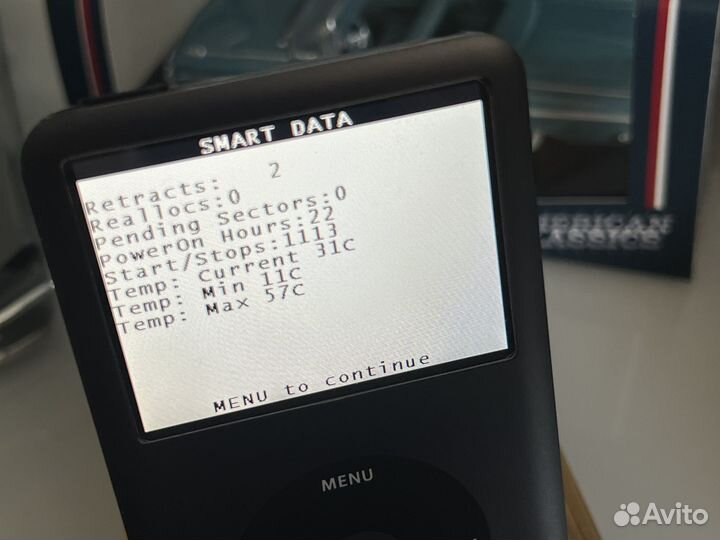 SMART DATA
Retracts: 2
Reallocs:0
Pending Sectors:0
PowerOn Hours:22
Start/Stops:1113
Temp: Current 31C
Temp: Min 11C
Temp: Max 57C
MENU to continue
MENU
CLASSICS
Avito